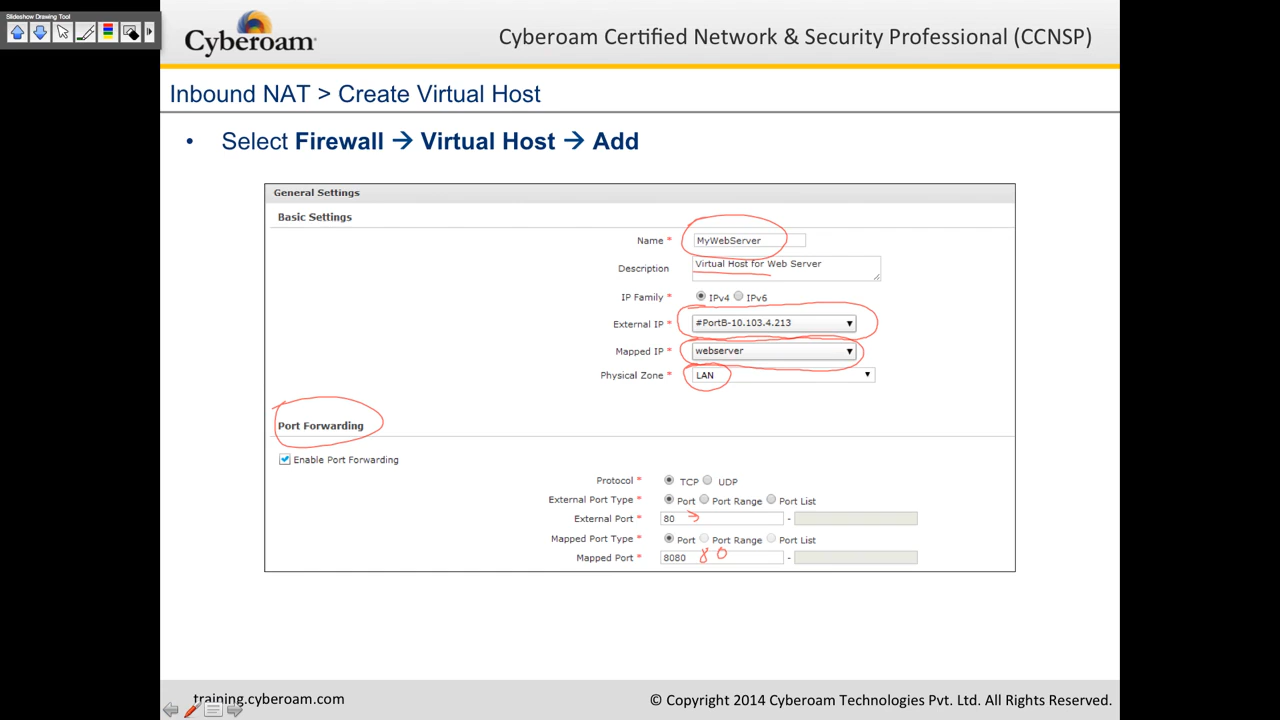 Slideshow Drawing Tool
Cyberoam
Cyberoam Certified Network & Security Professional (CCNSP)
Inbound NAT > Create Virtual Host
• Select Firewall → Virtual Host → Add
General Settings
Basic Settings
Name * MyWebServer
Description Virtual Host for Web Server
IP Family * IPv4 IPv6
External IP * #PortB-10.103.4.213
Mapped IP * webserver
Physical Zone * LAN
Port Forwarding
Enable Port Forwarding
Protocol * TCP UDP
External Port Type * Port Port Range Port List
External Port * 80 -
Mapped Port Type * Port Port Range Port List
Mapped Port * 8080 80 -
training.cyberoam.com
© Copyright 2014 Cyberoam Technologies Pvt. Ltd. All Rights Reserved.